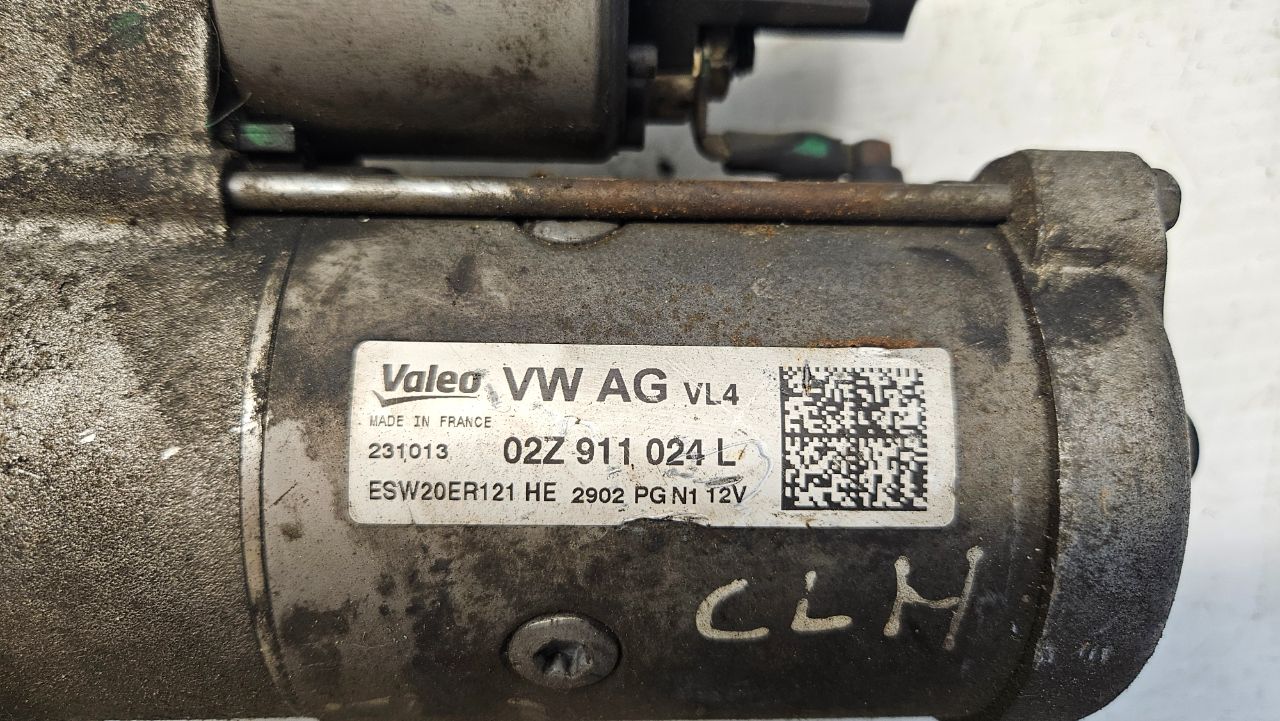 Valeo VW AG VL4
MADE IN FRANCE
231013 02Z 911 024 L
ESW20ER121 HE 2902 PG N1 12V
CLH